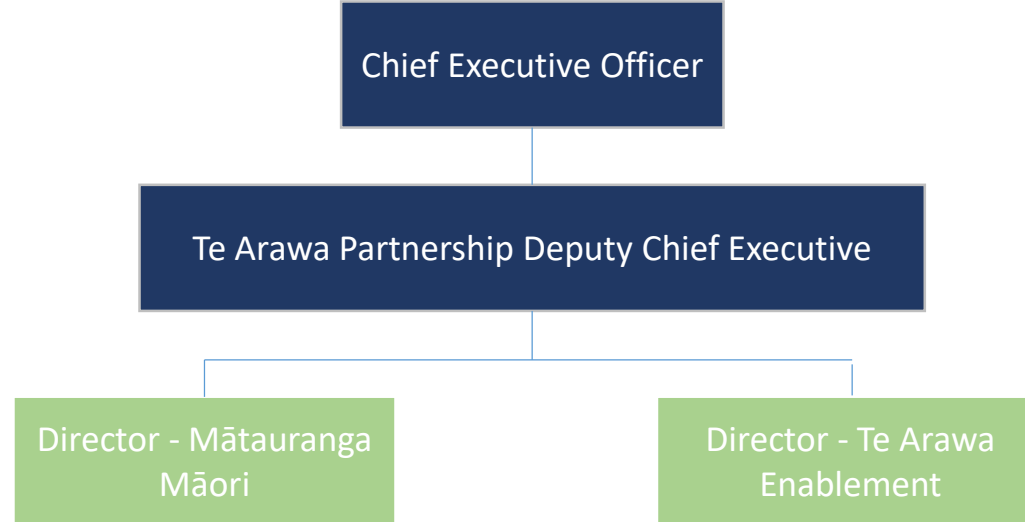 Chief Executive Officer
Te Arawa Partnership Deputy Chief Executive
Director - Mātauranga
Māori
Director - Te Arawa
Enablement